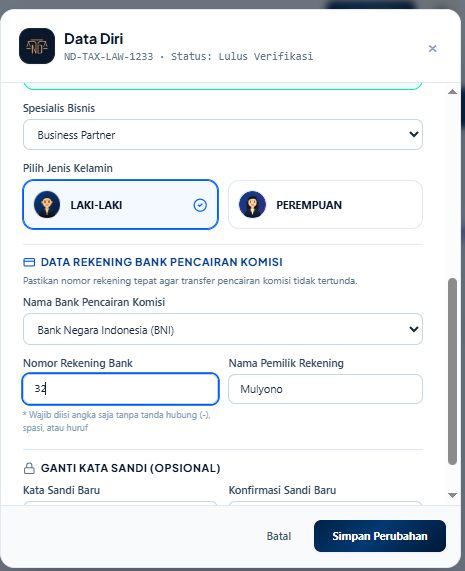 ND
Data Diri
ND-TAX-LAW-1233 · Status: Lulus Verifikasi
×
Spesialis Bisnis
Business Partner
Pilih Jenis Kelamin
LAKI-LAKI
PEREMPUAN
DATA REKENING BANK PENCAIRAN KOMISI
Pastikan nomor rekening tepat agar transfer pencairan komisi tidak tertunda.
Nama Bank Pencairan Komisi
Bank Negara Indonesia (BNI)
Nomor Rekening Bank
Nama Pemilik Rekening
32
Mulyono
* Wajib diisi angka saja tanpa tanda hubung (-),
spasi, atau huruf
GANTI KATA SANDI (OPSIONAL)
Kata Sandi Baru
Konfirmasi Sandi Baru
Batal
Simpan Perubahan